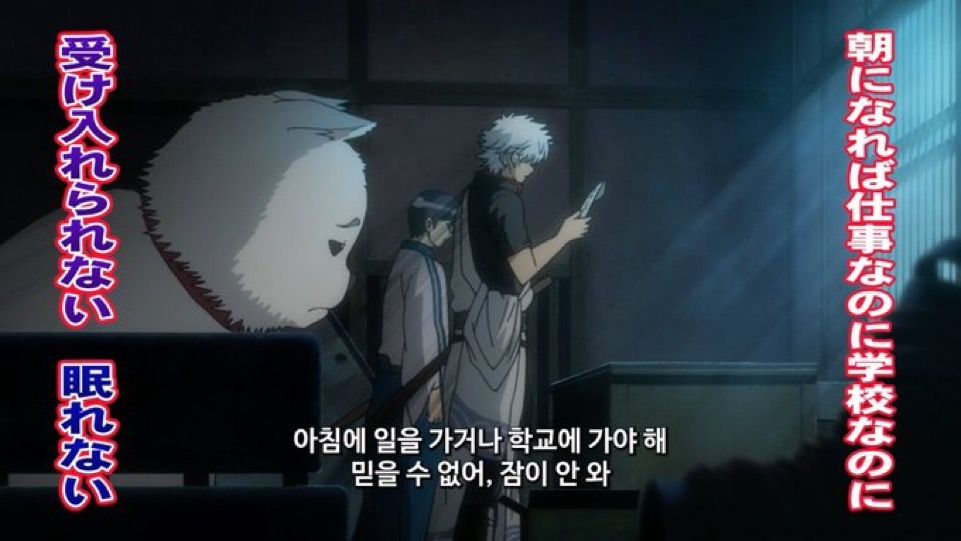 朝になれば仕事なのに学校なのに
受け入れられない 眠れない
아침에 일을 가거나 학교에 가야 해
믿을 수 없어, 잠이 안 와